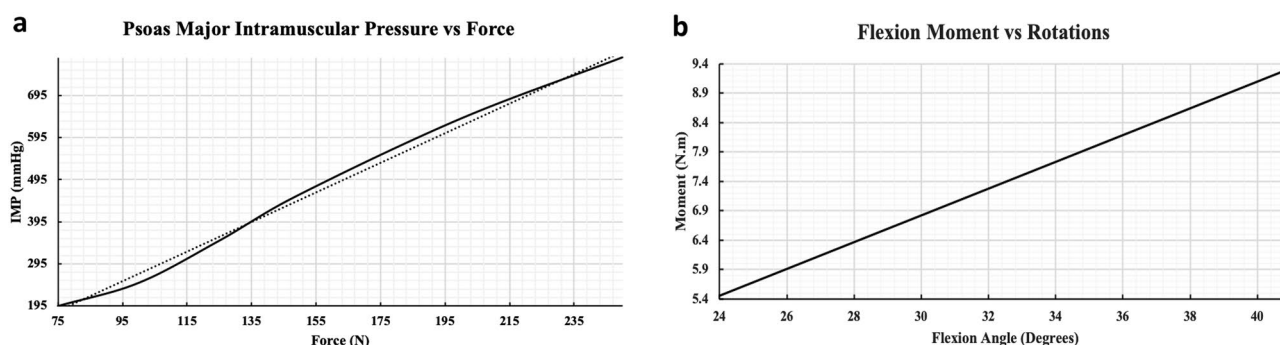 a
Psoas Major Intramuscular Pressure vs Force
IMP (mmHg)
695
595
495
395
295
195
75 95 115 135 155 175 195 215 235
Force (N)
b
Flexion Moment vs Rotations
Moment (N.m)
9.4
8.9
8.4
7.9
7.4
6.9
6.4
5.9
5.4
24 26 28 30 32 34 36 38 40
Flexion Angle (Degrees)